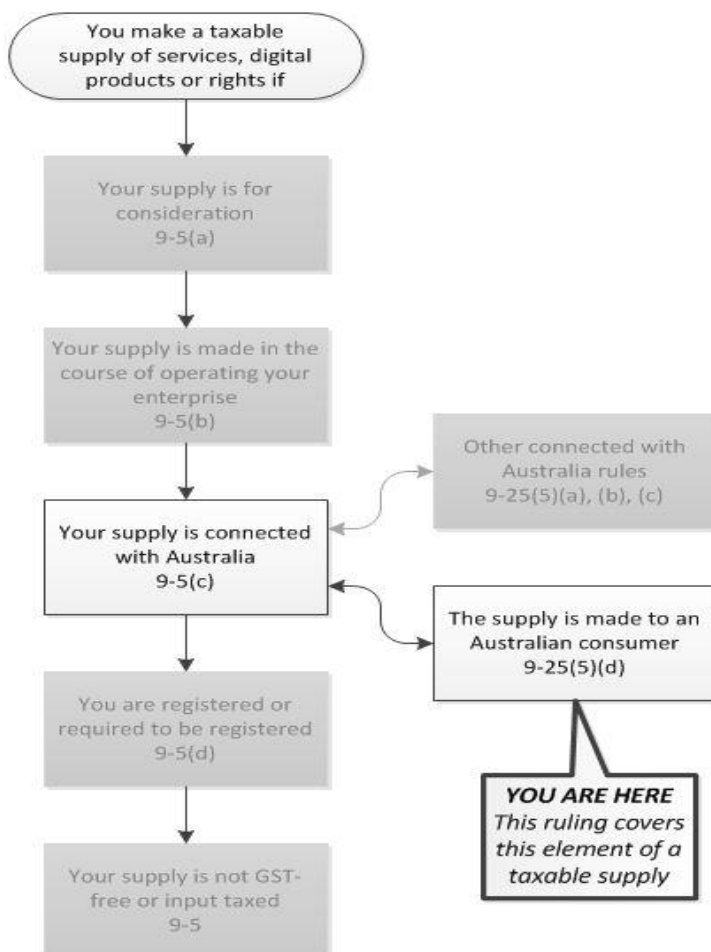 You make a taxable
supply of services, digital
products or rights if
Your supply is for
consideration
9-5(a)
Your supply is made in the
course of operating your
enterprise
9-5(b)
Other connected with
Australia rules
9-25(5)(a), (b), (c)
Your supply is connected
with Australia
9-5(c)
The supply is made to an
Australian consumer
9-25(5)(d)
You are registered or
required to be registered
9-5(d)
YOU ARE HERE
This ruling covers
this element of a
taxable supply
Your supply is not GST-
free or input taxed
9-5